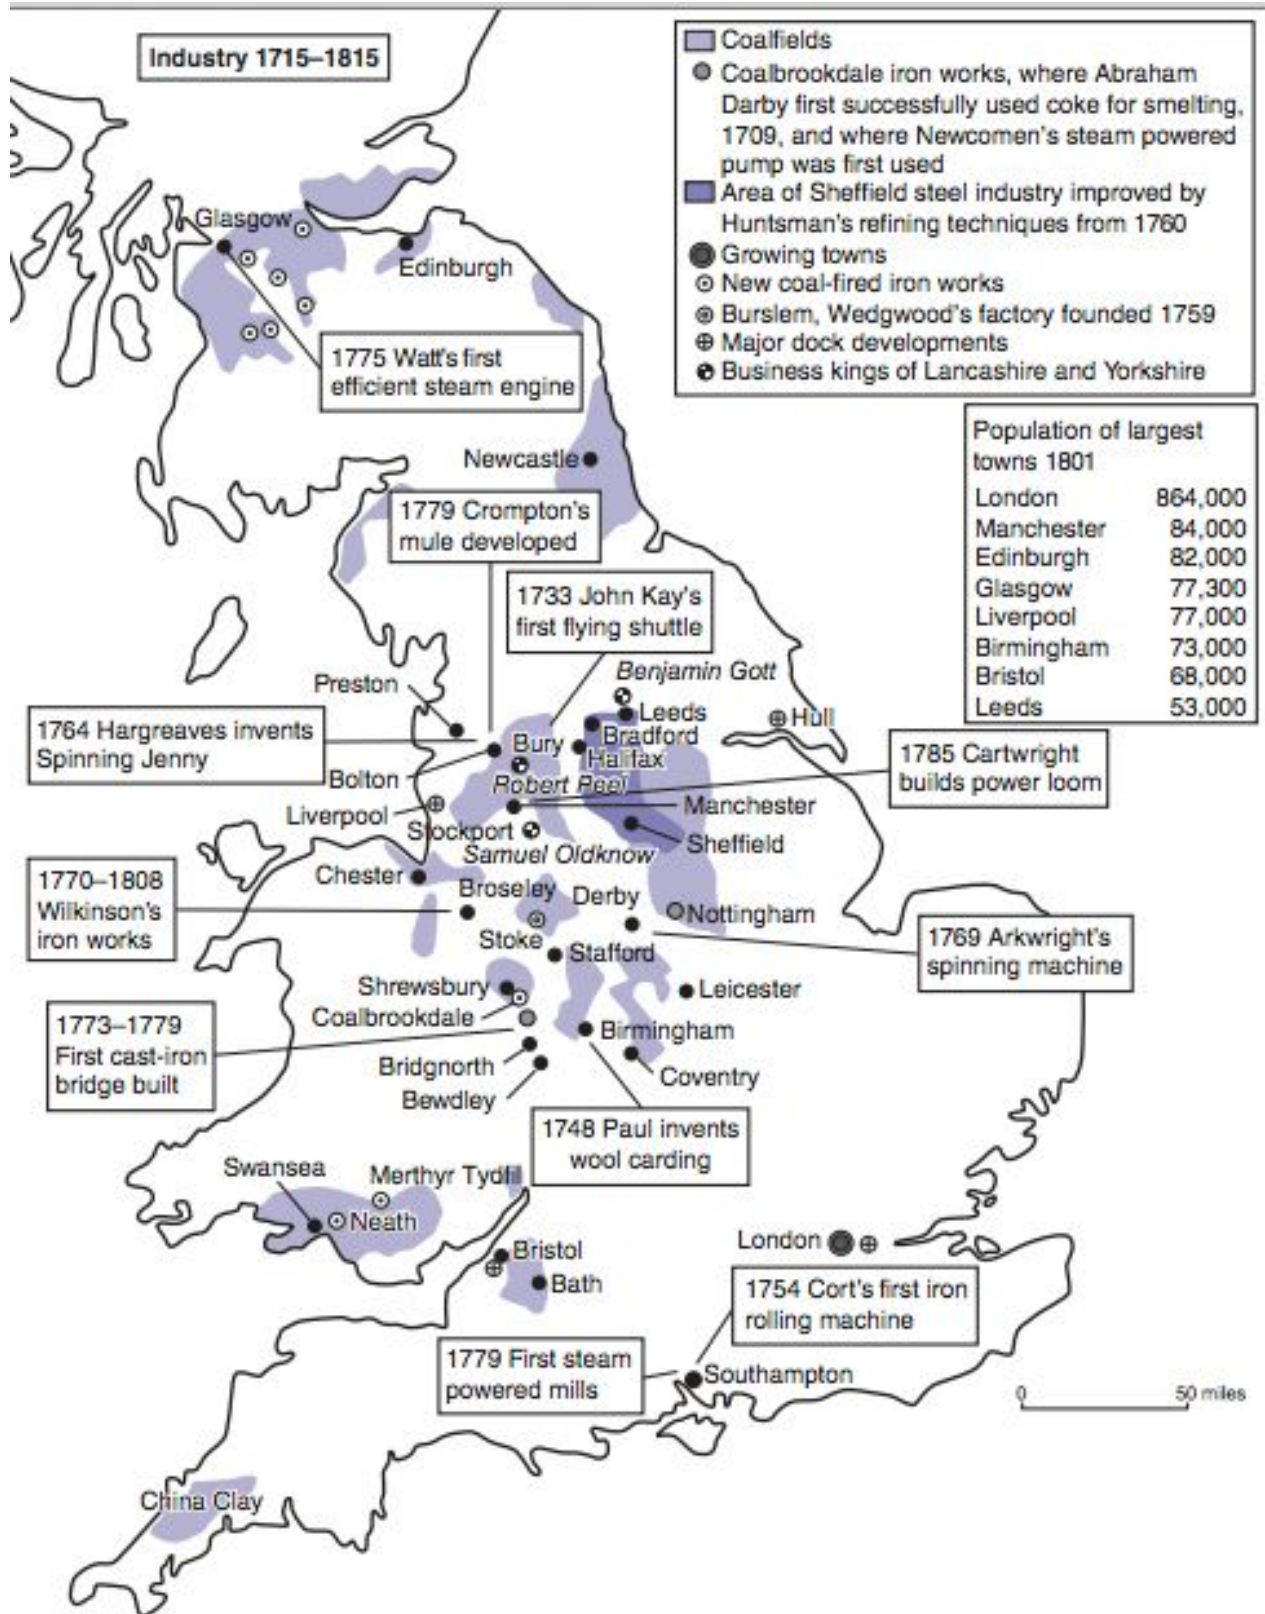 Industry 1715–1815
Coalfields
Coalbrookdale iron works, where Abraham
Darby first successfully used coke for smelting,
1709, and where Newcomen's steam powered
pump was first used
Area of Sheffield steel industry improved by
Huntsman's refining techniques from 1760
Growing towns
New coal-fired iron works
Burslem, Wedgwood's factory founded 1759
Major dock developments
Business kings of Lancashire and Yorkshire
Glasgow
Edinburgh
1775 Watt's first
efficient steam engine
Population of largest
towns 1801
London 864,000
Manchester 84,000
Edinburgh 82,000
Glasgow 77,300
Liverpool 77,000
Birmingham 73,000
Bristol 68,000
Leeds 53,000
Newcastle
1779 Crompton's
mule developed
1733 John Kay's
first flying shuttle
Benjamin Gott
Preston
Leeds
Hull
1764 Hargreaves invents
Spinning Jenny
Bradford
Bury
Halifax
1785 Cartwright
builds power loom
Bolton
Robert Peel
Manchester
Liverpool
Stockport
Sheffield
Samuel Oldknow
1770–1808
Wilkinson's
iron works
Chester
Broseley
Derby
Nottingham
Stoke
Stafford
1769 Arkwright's
spinning machine
Shrewsbury
Leicester
Coalbrookdale
1773–1779
First cast-iron
bridge built
Birmingham
Bridgnorth
Coventry
Bewdley
1748 Paul invents
wool carding
Swansea
Merthyr Tydfil
Neath
London
Bristol
Bath
1754 Cort's first iron
rolling machine
1779 First steam
powered mills
Southampton
0 50 miles
China Clay